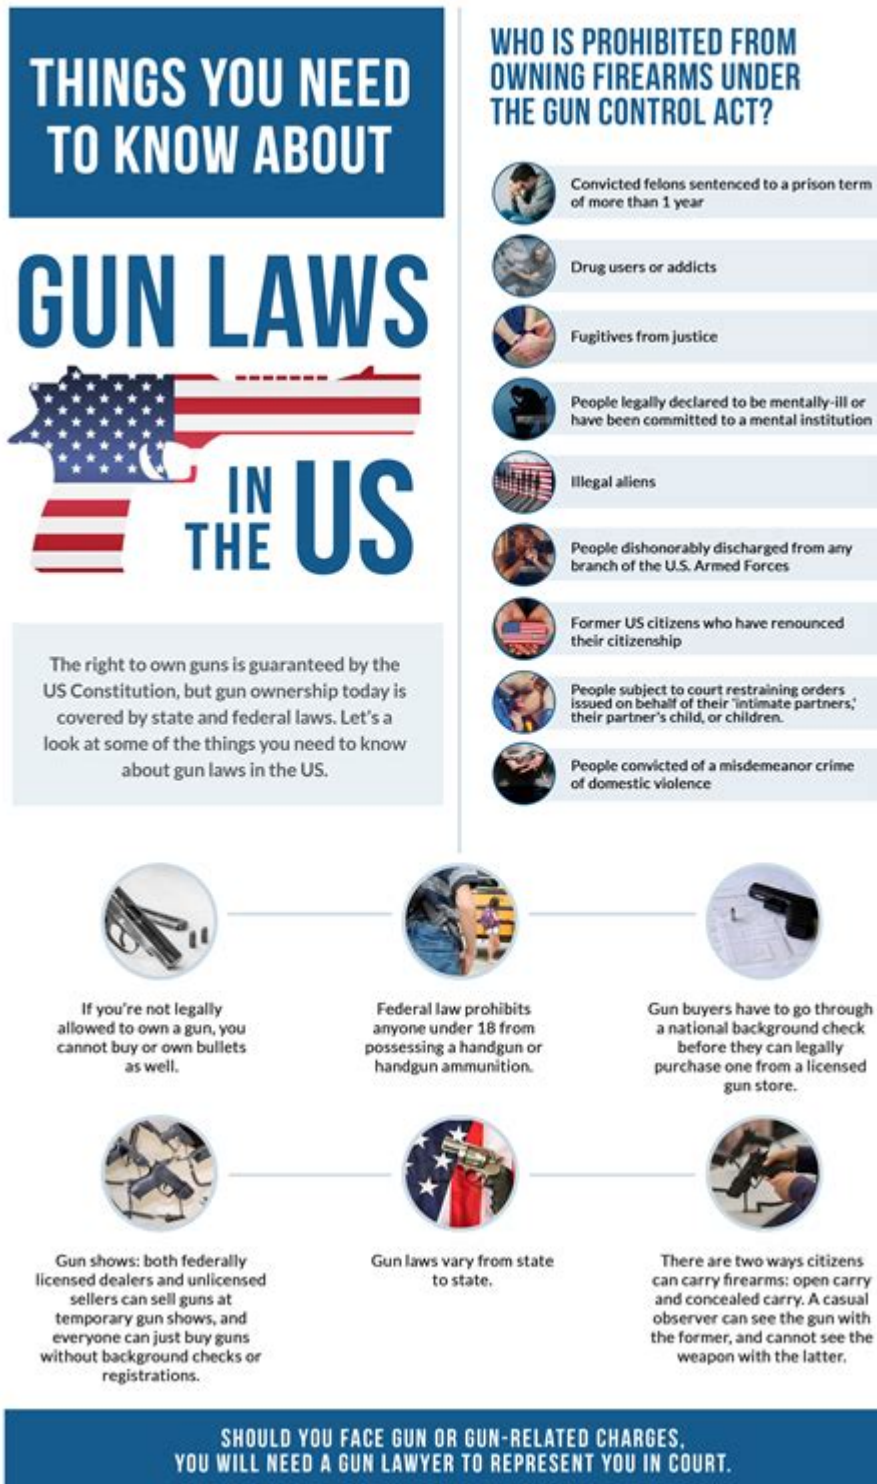 THINGS YOU NEED
TO KNOW ABOUT
GUN LAWS
IN
THE
US
The right to own guns is guaranteed by the
US Constitution, but gun ownership today is
covered by state and federal laws. Let's a
look at some of the things you need to know
about gun laws in the US.
WHO IS PROHIBITED FROM
OWNING FIREARMS UNDER
THE GUN CONTROL ACT?
Convicted felons sentenced to a prison term
of more than 1 year
Drug users or addicts
Fugitives from justice
People legally declared to be mentally-ill or
have been committed to a mental institution
Illegal aliens
People dishonorably discharged from any
branch of the U.S. Armed Forces
Former US citizens who have renounced
their citizenship
People subject to court restraining orders
issued on behalf of their "intimate partners,'
their partner's child, or children.
People convicted of a misdemeanor crime
of domestic violence
If you're not legally
allowed to own a gun, you
cannot buy or own bullets
as well.
Federal law prohibits
anyone under 18 from
possessing a handgun or
handgun ammunition.
Gun buyers have to go through
a national background check
before they can legally
purchase one from a licensed
gun store.
Gun shows: both federally
licensed dealers and unlicensed
sellers can sell guns at
temporary gun shows, and
everyone can just buy guns
without background checks or
registrations.
Gun laws vary from state
to state.
There are two ways citizens
can carry firearms: open carry
and concealed carry. A casual
observer can see the gun with
the former, and cannot see the
weapon with the latter.
SHOULD YOU FACE GUN OR GUN-RELATED CHARGES,
YOU WILL NEED A GUN LAWYER TO REPRESENT YOU IN COURT.